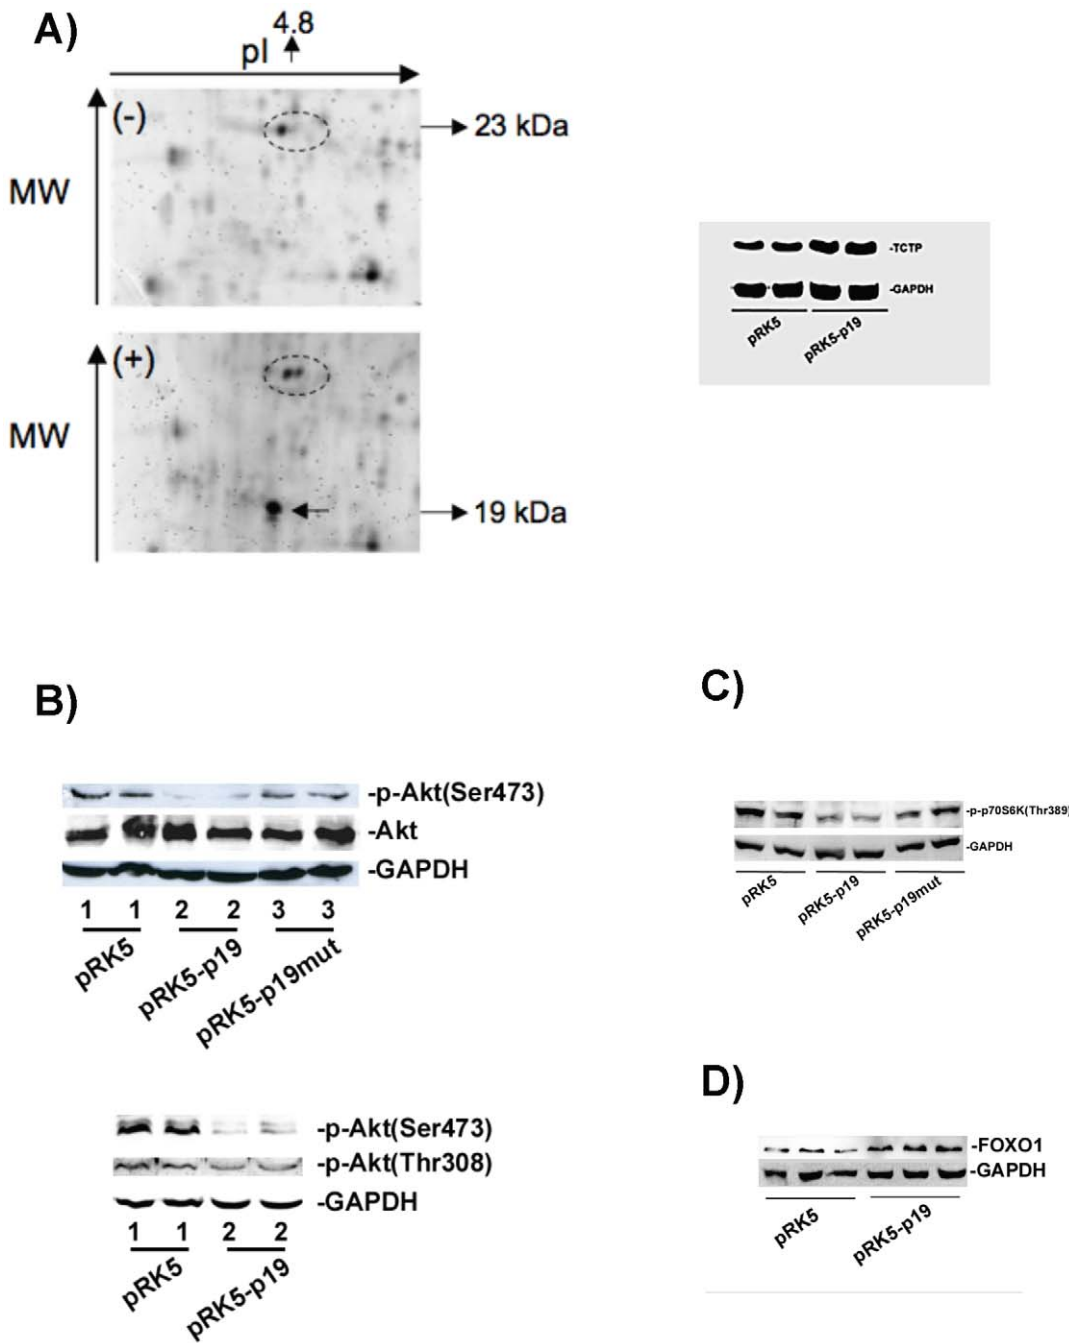 A)
4.8
pI
(-)
23 kDa
MW
(+)
MW
19 kDa
-TCTP
-GAPDH
pRK5
pRK5-p19
B)
-p-Akt(Ser473)
-Akt
-GAPDH
1 1 2 2 3 3
pRK5
pRK5-p19
pRK5-p19mut
-p-Akt(Ser473)
-p-Akt(Thr308)
-GAPDH
1 1 2 2
pRK5
pRK5-p19
C)
-p-p70S6K(Thr389)
-GAPDH
pRK5
pRK5-p19
pRK5-p19mut
D)
-FOXO1
-GAPDH
pRK5
pRK5-p19